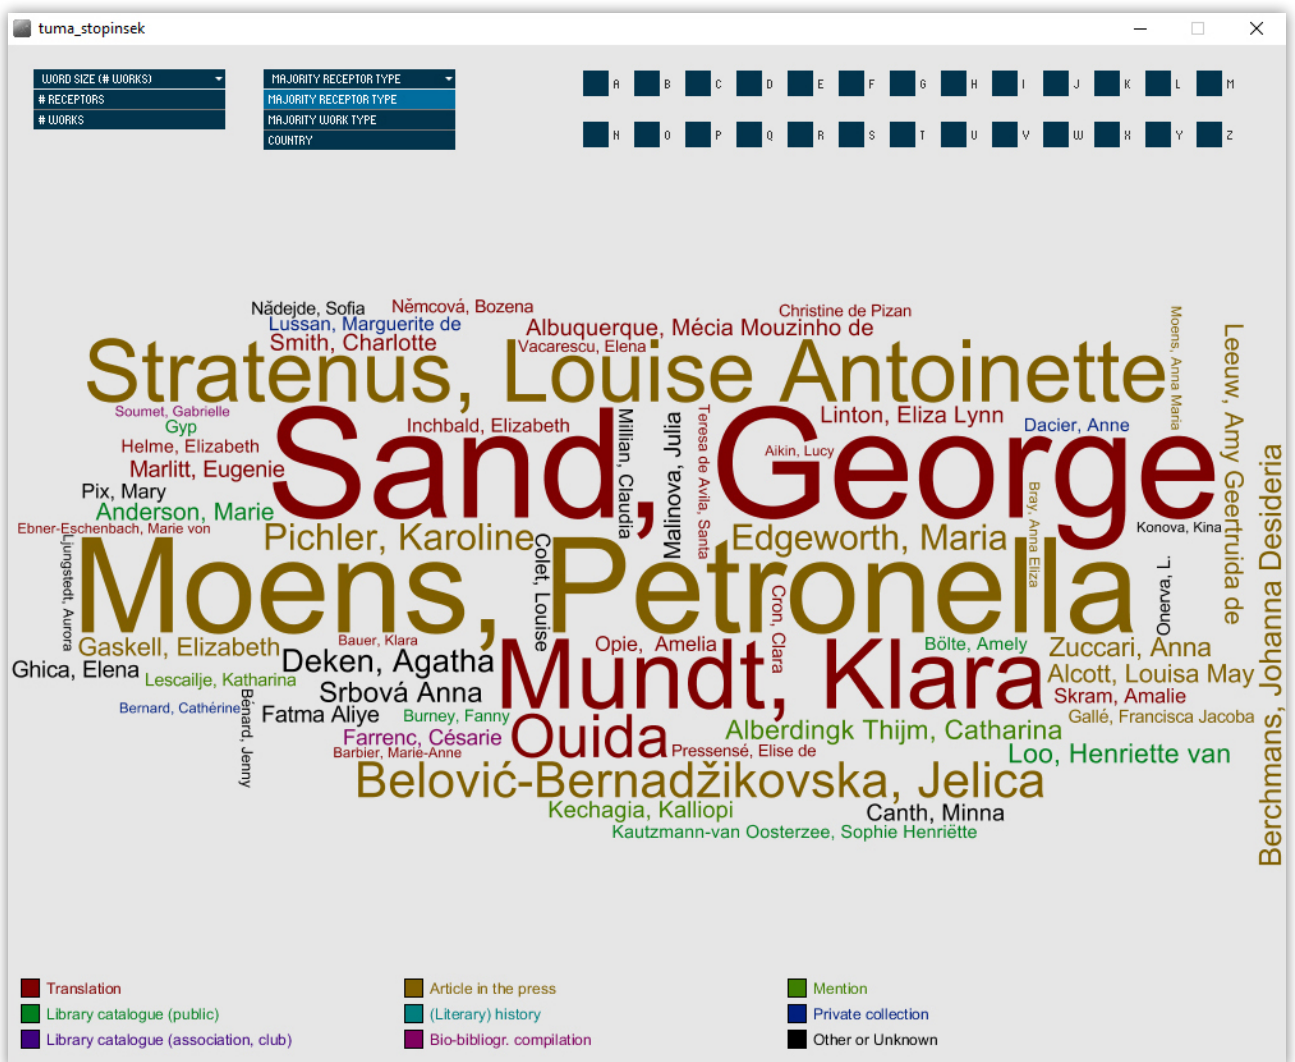 tuma_stopinsek
WORD SIZE (# WORKS)
# RECEPTORS
# WORKS
MAJORITY RECEPTOR TYPE
MAJORITY RECEPTOR TYPE
MAJORITY WORK TYPE
COUNTRY
A B C D E F G H I J K L M
N O P Q R S T U V W X Y Z
Nădejde, Sofia
Němcová, Bozena
Christine de Pizan
Lussan, Marguerite de
Albuquerque, Mécia Mouzinho de
Smith, Charlotte
Vacarescu, Elena
Moens, Anna Maria
Leeuw, Amy Geertruida de
Stratenus, Louise Antoinette
Soumet, Gabrielle
Gyp
Helme, Elizabeth
Marlitt, Eugenie
Pix, Mary
Anderson, Marie
Ebner-Eschenbach, Marie von
Sand, George
Inchbald, Elizabeth
Millian, Claudia
Malinova, Julia
Teresa de Avila, Santa
Aikin, Lucy
Linton, Eliza Lynn
Dacier, Anne
Bray, Anna Eliza
Konova, Kina
Berchmans, Johanna Desideria
Pichler, Karoline
Edgeworth, Maria
Ljungstedt, Aurora
Moens, Petronella
Colet, Louise
Cron, Clara
Onerva, L.
Gaskell, Elizabeth
Bauer, Klara
Opie, Amelia
Bölte, Amely
Zuccari, Anna
Ghica, Elena
Deken, Agatha
Mundt, Klara
Alcott, Louisa May
Lescailje, Katharina
Srbová Anna
Skram, Amalie
Bernard, Cathérine
Bénard, Jenny
Fatma Aliye
Burney, Fanny
Gallé, Francisca Jacoba
Farrenc, Césarie
Ouida
Alberdingk Thijm, Catharina
Barbier, Marie-Anne
Pressensé, Elise de
Loo, Henriette van
Belović-Bernadžikovska, Jelica
Kechagia, Kalliopi
Canth, Minna
Kautzmann-van Oosterzee, Sophie Henriëtte
Translation
Article in the press
Mention
Library catalogue (public)
(Literary) history
Private collection
Library catalogue (association, club)
Bio-bibliogr. compilation
Other or Unknown